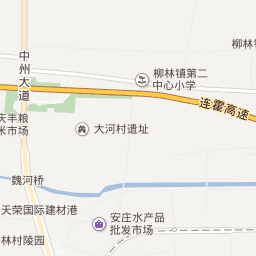 中州大道
柳林
柳林镇第二
中心小学
连霍高速
庆丰粮
米市场
大河村遗址
魏河桥
天荣国际建材港
安庄水产品
批发市场
林村陵园